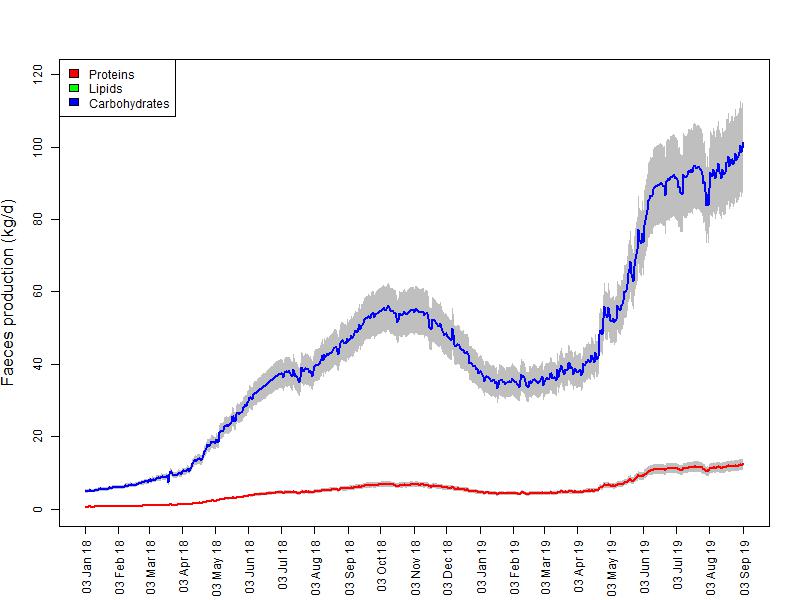 Proteins
Lipids
Carbohydrates
Faeces production (kg/d)
120
100
80
60
40
20
0
03 Jan 18
03 Feb 18
03 Mar 18
03 Apr 18
03 May 18
03 Jun 18
03 Jul 18
03 Aug 18
03 Sep 18
03 Oct 18
03 Nov 18
03 Dec 18
03 Jan 19
03 Feb 19
03 Mar 19
03 Apr 19
03 May 19
03 Jun 19
03 Jul 19
03 Aug 19
03 Sep 19